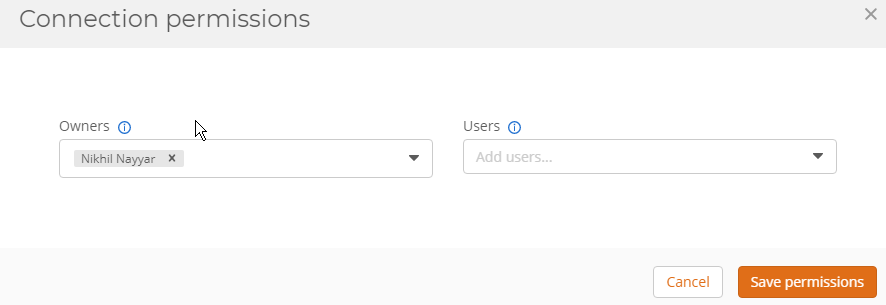 Connection permissions
Owners
Users
Nikhil Nayyar
Add users...
Cancel
Save permissions